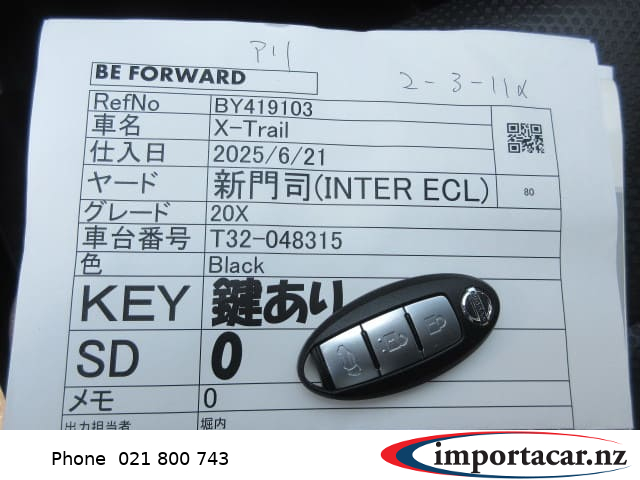 P11
2-3-11α
BE FORWARD
RefNo BY419103
車名 X-Trail
仕入日 2025/6/21
ヤード 新門司(INTER ECL) 80
グレード 20X
車台番号 T32-048315
色 Black
KEY 鍵あり
SD 0
メモ 0
出力担当者 堀内
Phone 021 800 743
importacar.nz